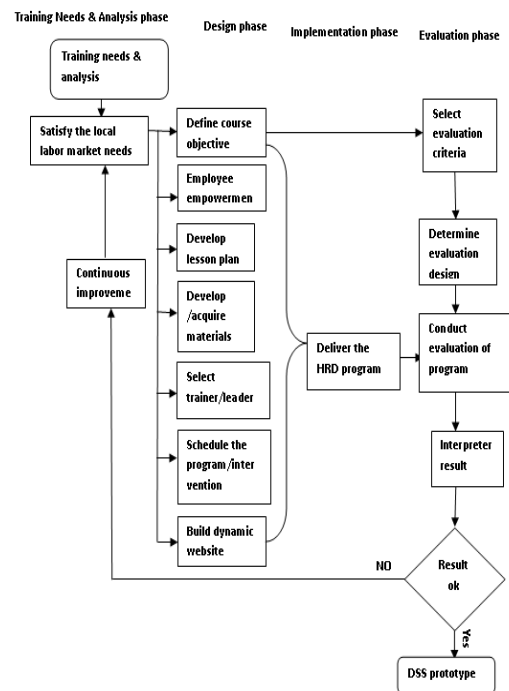 Training Needs & Analysis phase
Design phase
Implementation phase
Evaluation phase
Training needs &
analysis
Satisfy the local
labor market needs
Continuous
improveme
Define course
objective
Employee
empowermen
Develop
lesson plan
Develop
/acquire
materials
Select
trainer/leader
Schedule the
program/inter
vention
Build dynamic
website
Deliver the
HRD program
Select
evaluation
criteria
Determine
evaluation
design
Conduct
evaluation of
program
Interpreter
result
Result
ok
NO
Yes
DSS prototype